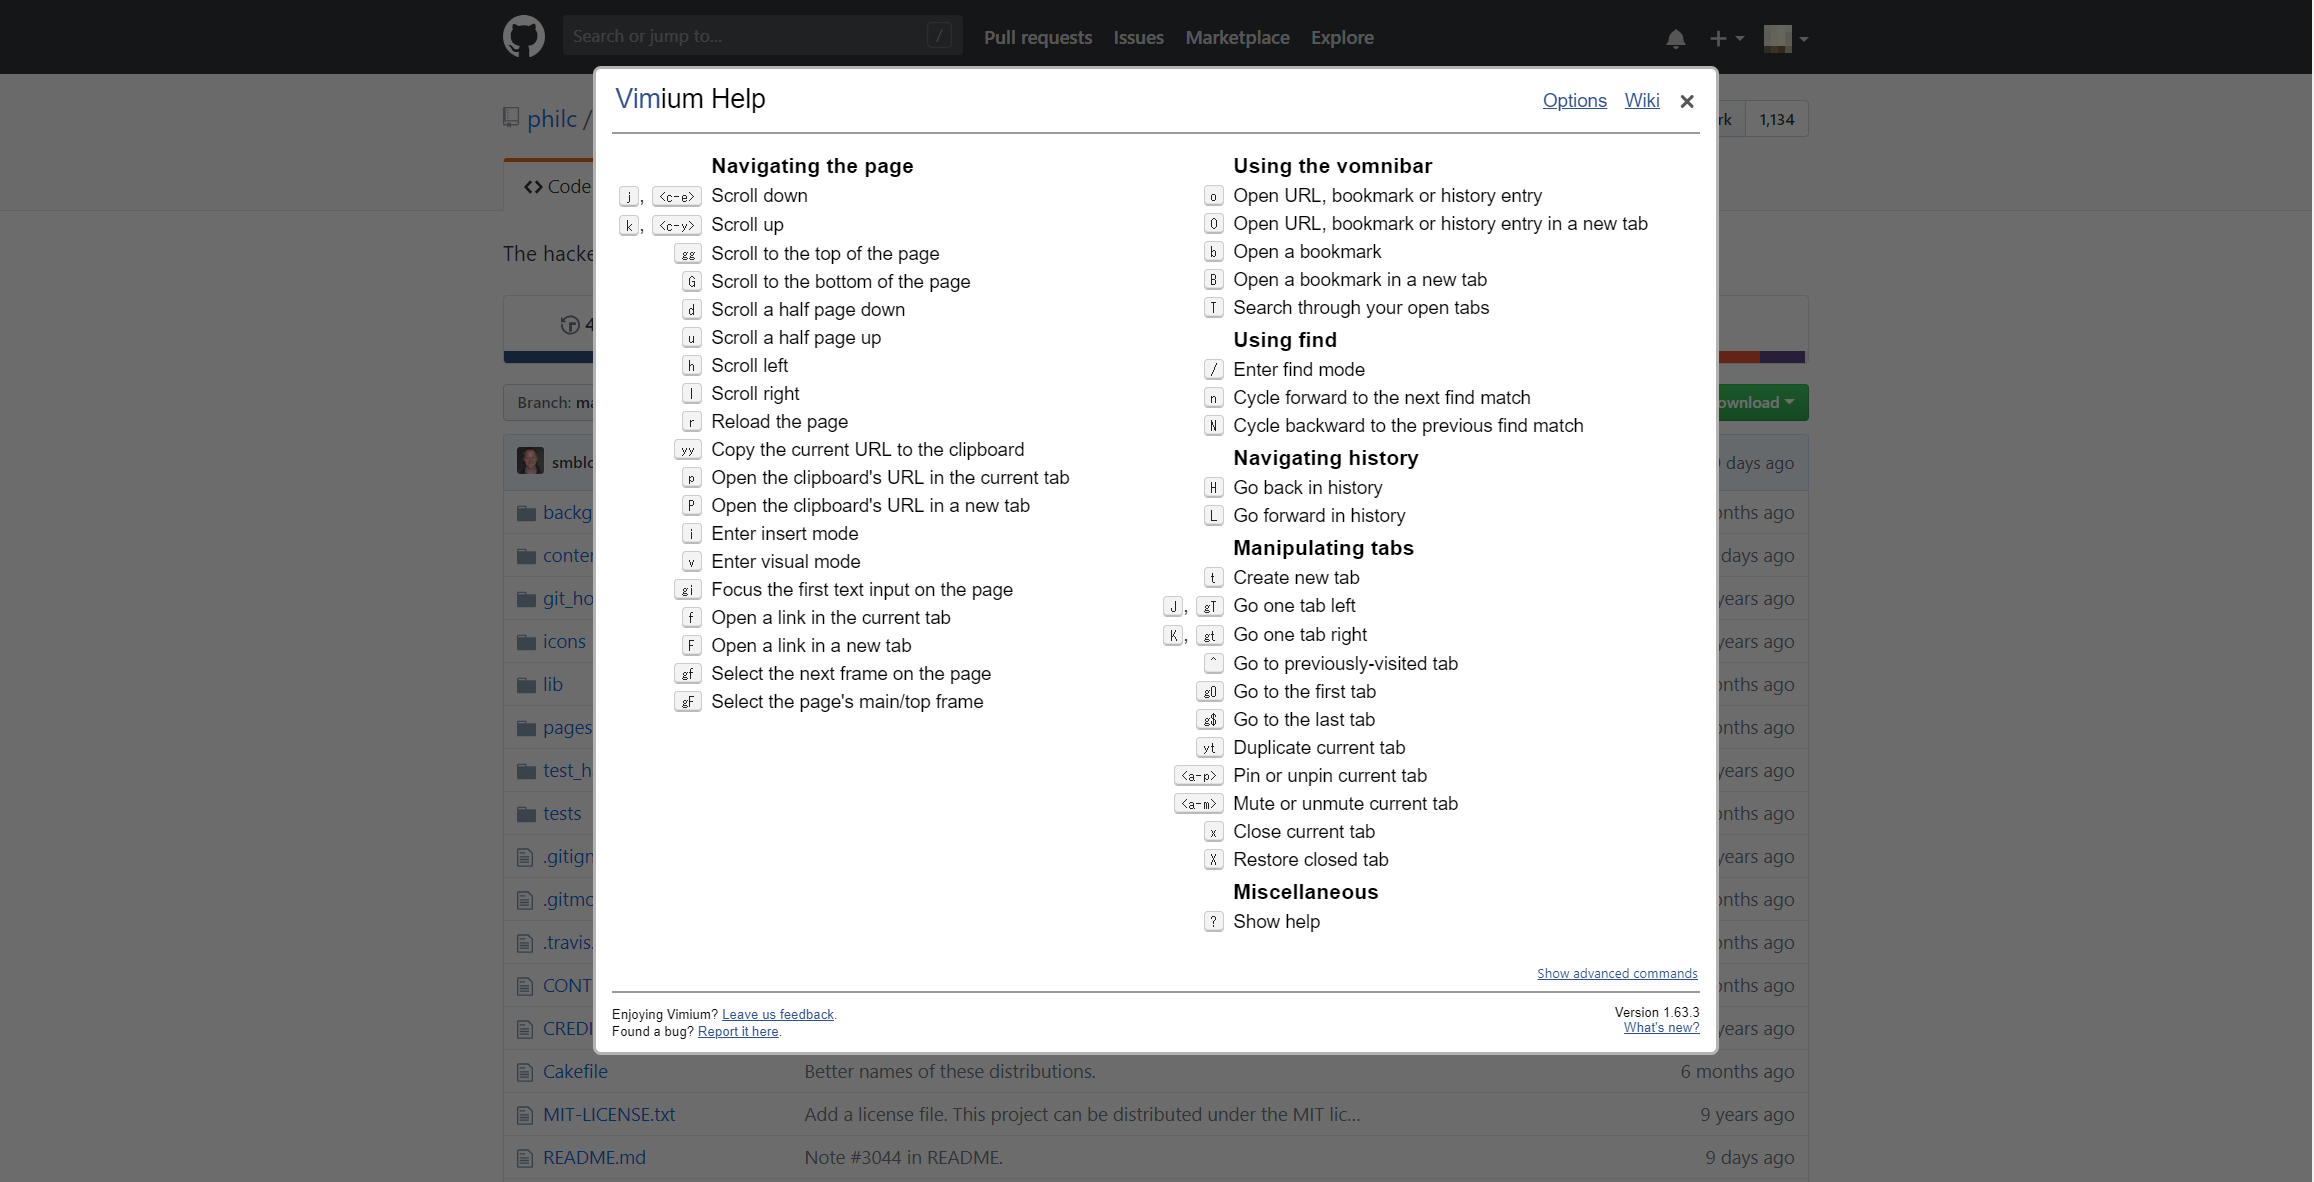 Search or jump to... /
Pull requests Issues Marketplace Explore
philc /
rk 1,134
Code
The hacke
4
Branch: ma
ownload
smblo
days ago
backg
nths ago
conter
days ago
git_ho
years ago
icons
years ago
lib
nths ago
pages
nths ago
test_h
years ago
tests
nths ago
.gitign
years ago
.gitmo
nths ago
.travis.
nths ago
CONT
nths ago
CREDI
years ago
Cakefile Better names of these distributions. 6 months ago
MIT-LICENSE.txt Add a license file. This project can be distributed under the MIT lic... 9 years ago
README.md Note #3044 in README. 9 days ago
Vimium Help
Options Wiki ×
Navigating the page
j, <c-e> Scroll down
k, <c-y> Scroll up
gg Scroll to the top of the page
G Scroll to the bottom of the page
d Scroll a half page down
u Scroll a half page up
h Scroll left
l Scroll right
r Reload the page
yy Copy the current URL to the clipboard
p Open the clipboard's URL in the current tab
P Open the clipboard's URL in a new tab
i Enter insert mode
v Enter visual mode
gi Focus the first text input on the page
f Open a link in the current tab
F Open a link in a new tab
gf Select the next frame on the page
gF Select the page's main/top frame
Using the vomnibar
o Open URL, bookmark or history entry
O Open URL, bookmark or history entry in a new tab
b Open a bookmark
B Open a bookmark in a new tab
T Search through your open tabs
Using find
/ Enter find mode
n Cycle forward to the next find match
N Cycle backward to the previous find match
Navigating history
H Go back in history
L Go forward in history
Manipulating tabs
t Create new tab
J, gT Go one tab left
K, gt Go one tab right
^ Go to previously-visited tab
g0 Go to the first tab
g$ Go to the last tab
yt Duplicate current tab
<a-p> Pin or unpin current tab
<a-m> Mute or unmute current tab
x Close current tab
X Restore closed tab
Miscellaneous
? Show help
Show advanced commands
Enjoying Vimium? Leave us feedback.
Found a bug? Report it here.
Version 1.63.3
What's new?